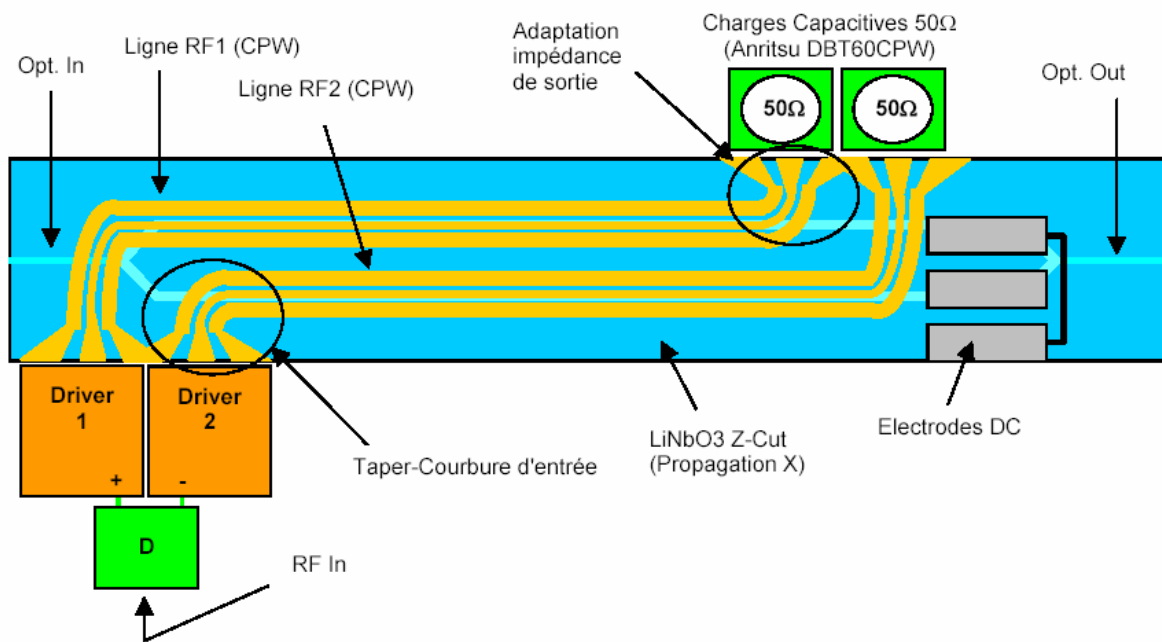 Ligne RF1 (CPW)
Opt. In
Ligne RF2 (CPW)
Adaptation
impédance
de sortie
Charges Capacitives 50Ω
(Anritsu DBT60CPW)
Opt. Out
50Ω
50Ω
Driver
1
+
Driver
2
-
D
RF In
Taper-Courbure d'entrée
LiNbO3 Z-Cut
(Propagation X)
Electrodes DC